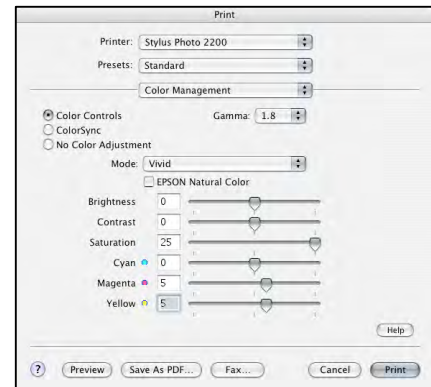 Print
Printer: Stylus Photo 2200
Presets: Standard
Color Management
Color Controls Gamma: 1.8
ColorSync
No Color Adjustment
Mode: Vivid
EPSON Natural Color
Brightness 0
Contrast 0
Saturation 25
Cyan 0
Magenta 5
Yellow 5
Help
? Preview Save As PDF... Fax... Cancel Print